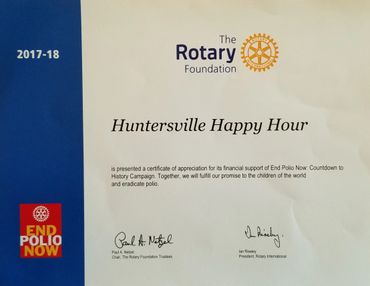 2017-18
The
Rotary
Foundation
Huntersville Happy Hour
is presented a certificate of appreciation for its financial support of End Polio Now: Countdown to
History Campaign. Together, we will fulfill our promise to the children of the world
and eradicate polio.
END
POLIO
NOW
Paul A. Netzel
Paul A. Netzel
Chair, The Rotary Foundation Trustees
Ian Riseley
President, Rotary International